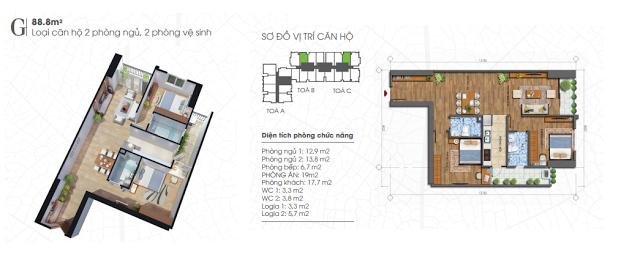 G 88.8m²
Loại căn hộ 2 phòng ngủ, 2 phòng vệ sinh
SƠ ĐỒ VỊ TRÍ CĂN HỘ
TOÀ B
TOÀ C
TOÀ A
Diện tích phòng chức năng
Phòng ngủ 1: 12,9 m2
Phòng ngủ 2: 13,8 m2
Phòng bếp: 6,7 m2
PHÒNG ĂN: 19m2
Phòng khách: 17,7 m2
WC 1: 3,3 m2
WC 2: 3,8 m2
Logia 1: 3,3 m2
Logia 2: 5,7 m2